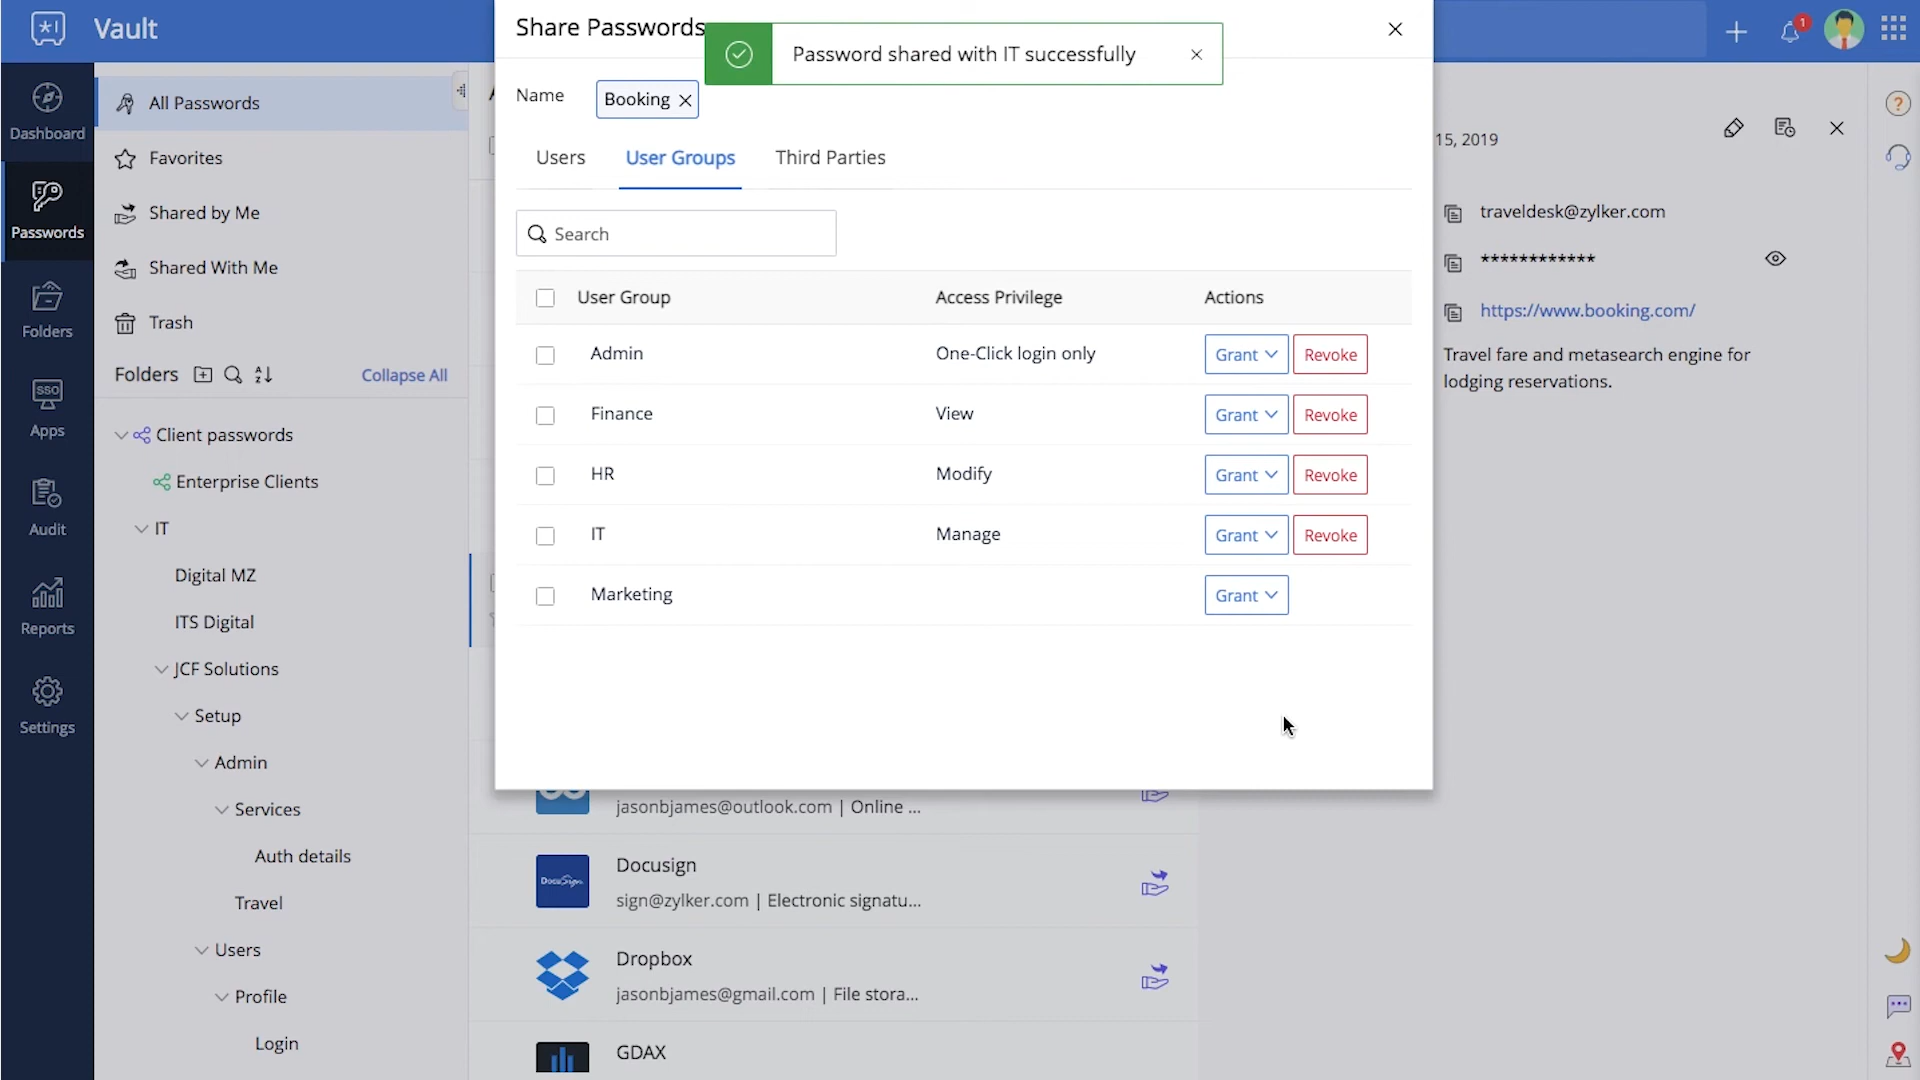 Vault
Share Passwords
Password shared with IT successfully
1
Dashboard
Passwords
Folders
SSO
Apps
Audit
Reports
Settings
All Passwords
Favorites
Shared by Me
Shared With Me
Trash
Folders
Collapse All
Client passwords
Enterprise Clients
IT
Digital MZ
ITS Digital
JCF Solutions
Setup
Admin
Services
Auth details
Travel
Users
Profile
Login
Name Booking
Users User Groups Third Parties
Search
User Group Access Privilege Actions
Admin One-Click login only Grant Revoke
Finance View Grant Revoke
HR Modify Grant Revoke
IT Manage Grant Revoke
Marketing Grant
jasonbjames@outlook.com | Online ...
DocuSign
Docusign
sign@zylker.com | Electronic signatu...
Dropbox
jasonbjames@gmail.com | File stora...
GDAX
15, 2019
traveldesk@zylker.com
************
https://www.booking.com/
Travel fare and metasearch engine for
lodging reservations.
?